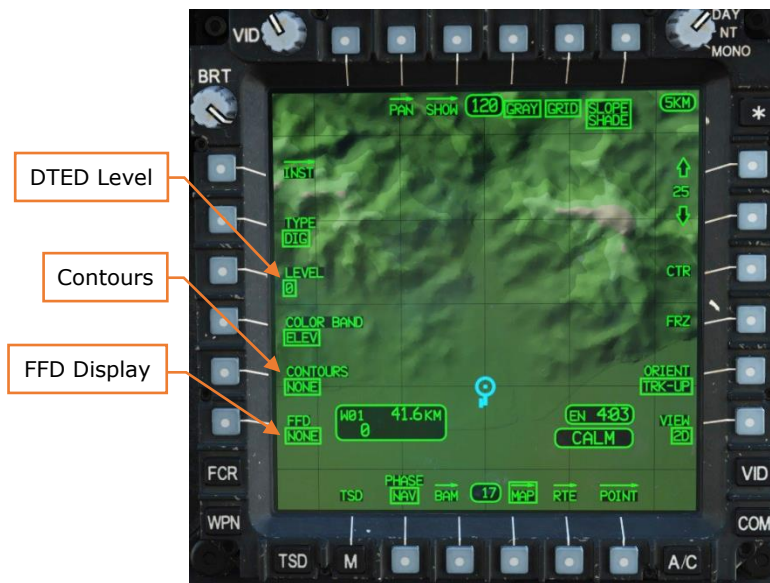 VID
DAY
NT
MONO
BRT
PAN SHOW 120 GRAY GRID SLOPE SHADE 5KM
*
DTED Level
INST
25
TYPE
DIG
Contours
LEVEL
0
CTR
COLOR BAND
ELEV
FRZ
FFD Display
CONTOURS
NONE
ORIENT
TRK-UP
FFD
NONE
W01 41.6KM
0
EN 4:03
CALM
VIEW
2D
FCR
VID
PHASE
TSD NAV BAM 17 MAP RTE POINT
WPN
COM
TSD M A/C